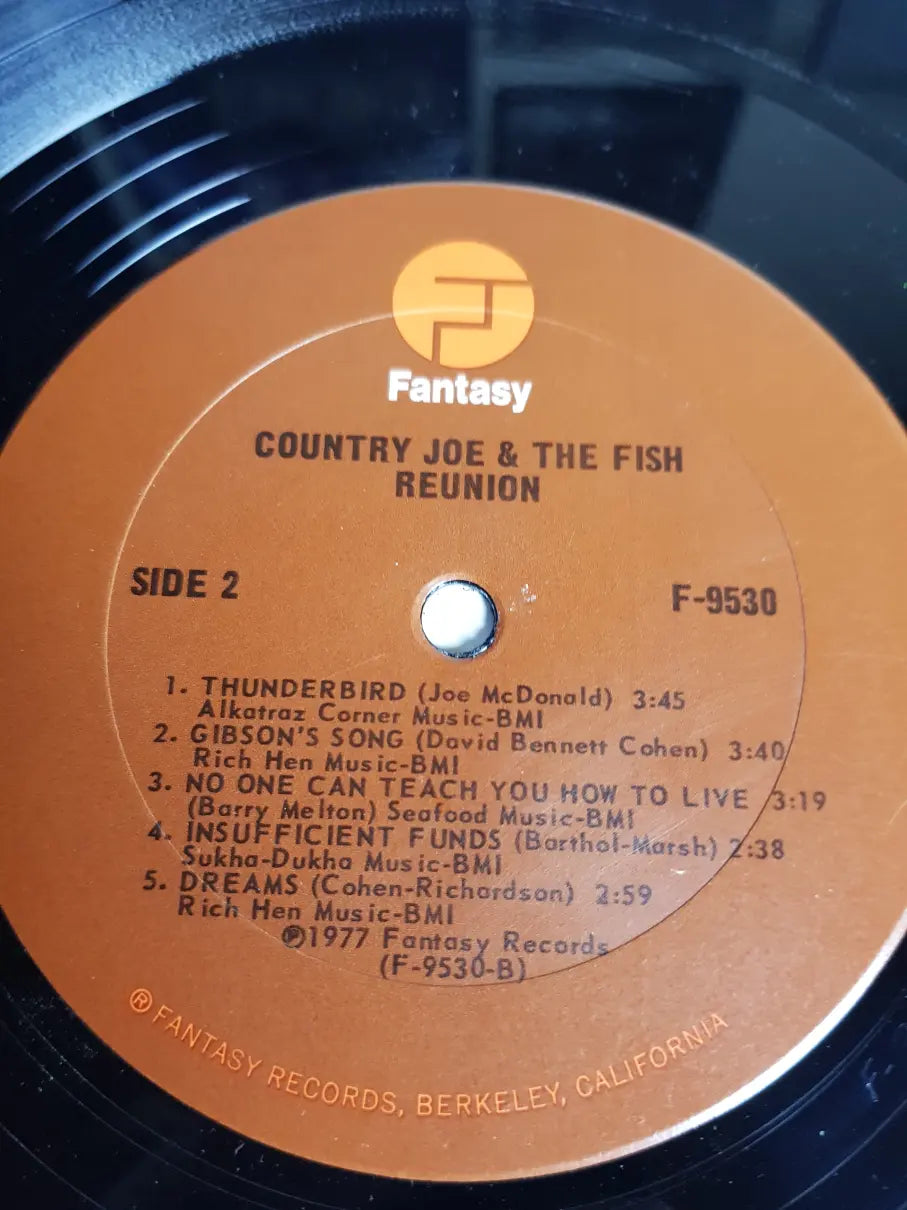 Fantasy
COUNTRY JOE & THE FISH
REUNION
SIDE 2
F-9530
1. THUNDERBIRD (Joe McDonald) 3:45
Alkatraz Corner Music-BMI
2. GIBSON'S SONG (David Bennett Cohen) 3:40
Rich Hen Music-BMI
3. NO ONE CAN TEACH YOU HOW TO LIVE 3:19
(Barry Melton) Seafood Music-BMI
4. INSUFFICIENT FUNDS (Barthol-Marsh) 2:38
Sukha-Dukha Music-BMI
5. DREAMS (Cohen-Richardson) 2:59
Rich Hen Music-BMI
℗1977 Fantasy Records
(F-9530-B)
® FANTASY RECORDS, BERKELEY, CALIFORNIA